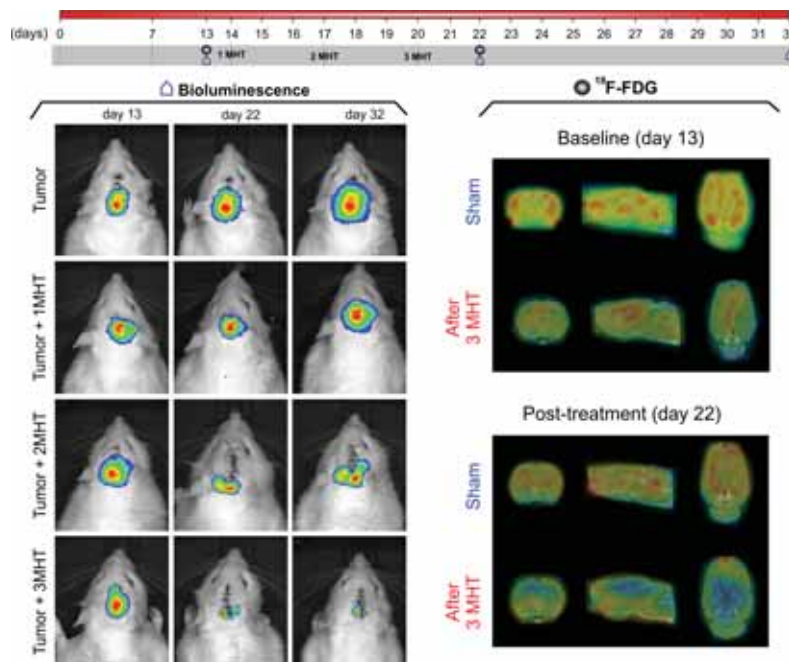 (days) 0 7 13 14 15 16 17 18 19 20 21 22 23 24 25 26 27 28 29 30 31 3
1 MHT 2 MHT 3 MHT
Bioluminescence
day 13 day 22 day 32
Tumor
Tumor + 1MHT
Tumor + 2MHT
Tumor + 3MHT
¹⁸F-FDG
Baseline (day 13)
Sham
After
3 MHT
Post-treatment (day 22)
Sham
After
3 MHT